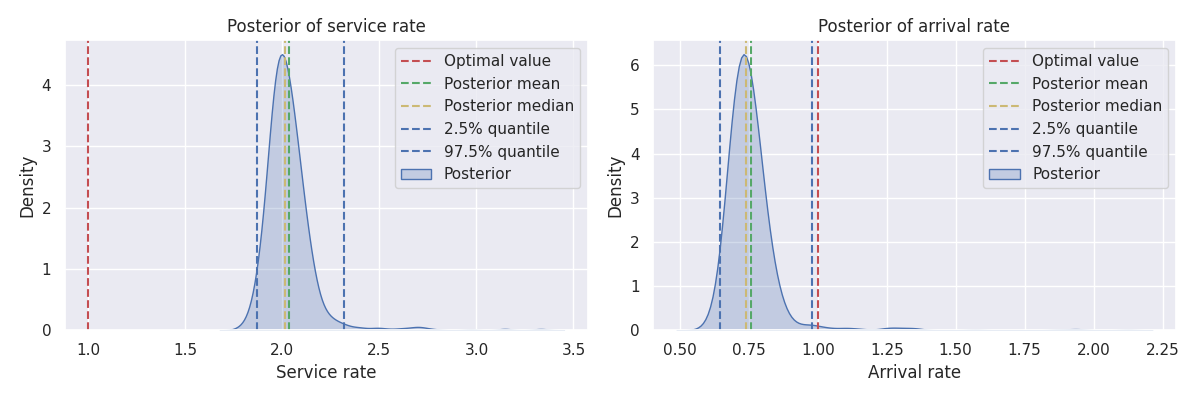 Posterior of service rate
Density
4
3
2
1
0
1.0 1.5 2.0 2.5 3.0 3.5
Service rate
Optimal value
Posterior mean
Posterior median
2.5% quantile
97.5% quantile
Posterior
Posterior of arrival rate
Density
6
5
4
3
2
1
0
0.50 0.75 1.00 1.25 1.50 1.75 2.00 2.25
Arrival rate
Optimal value
Posterior mean
Posterior median
2.5% quantile
97.5% quantile
Posterior